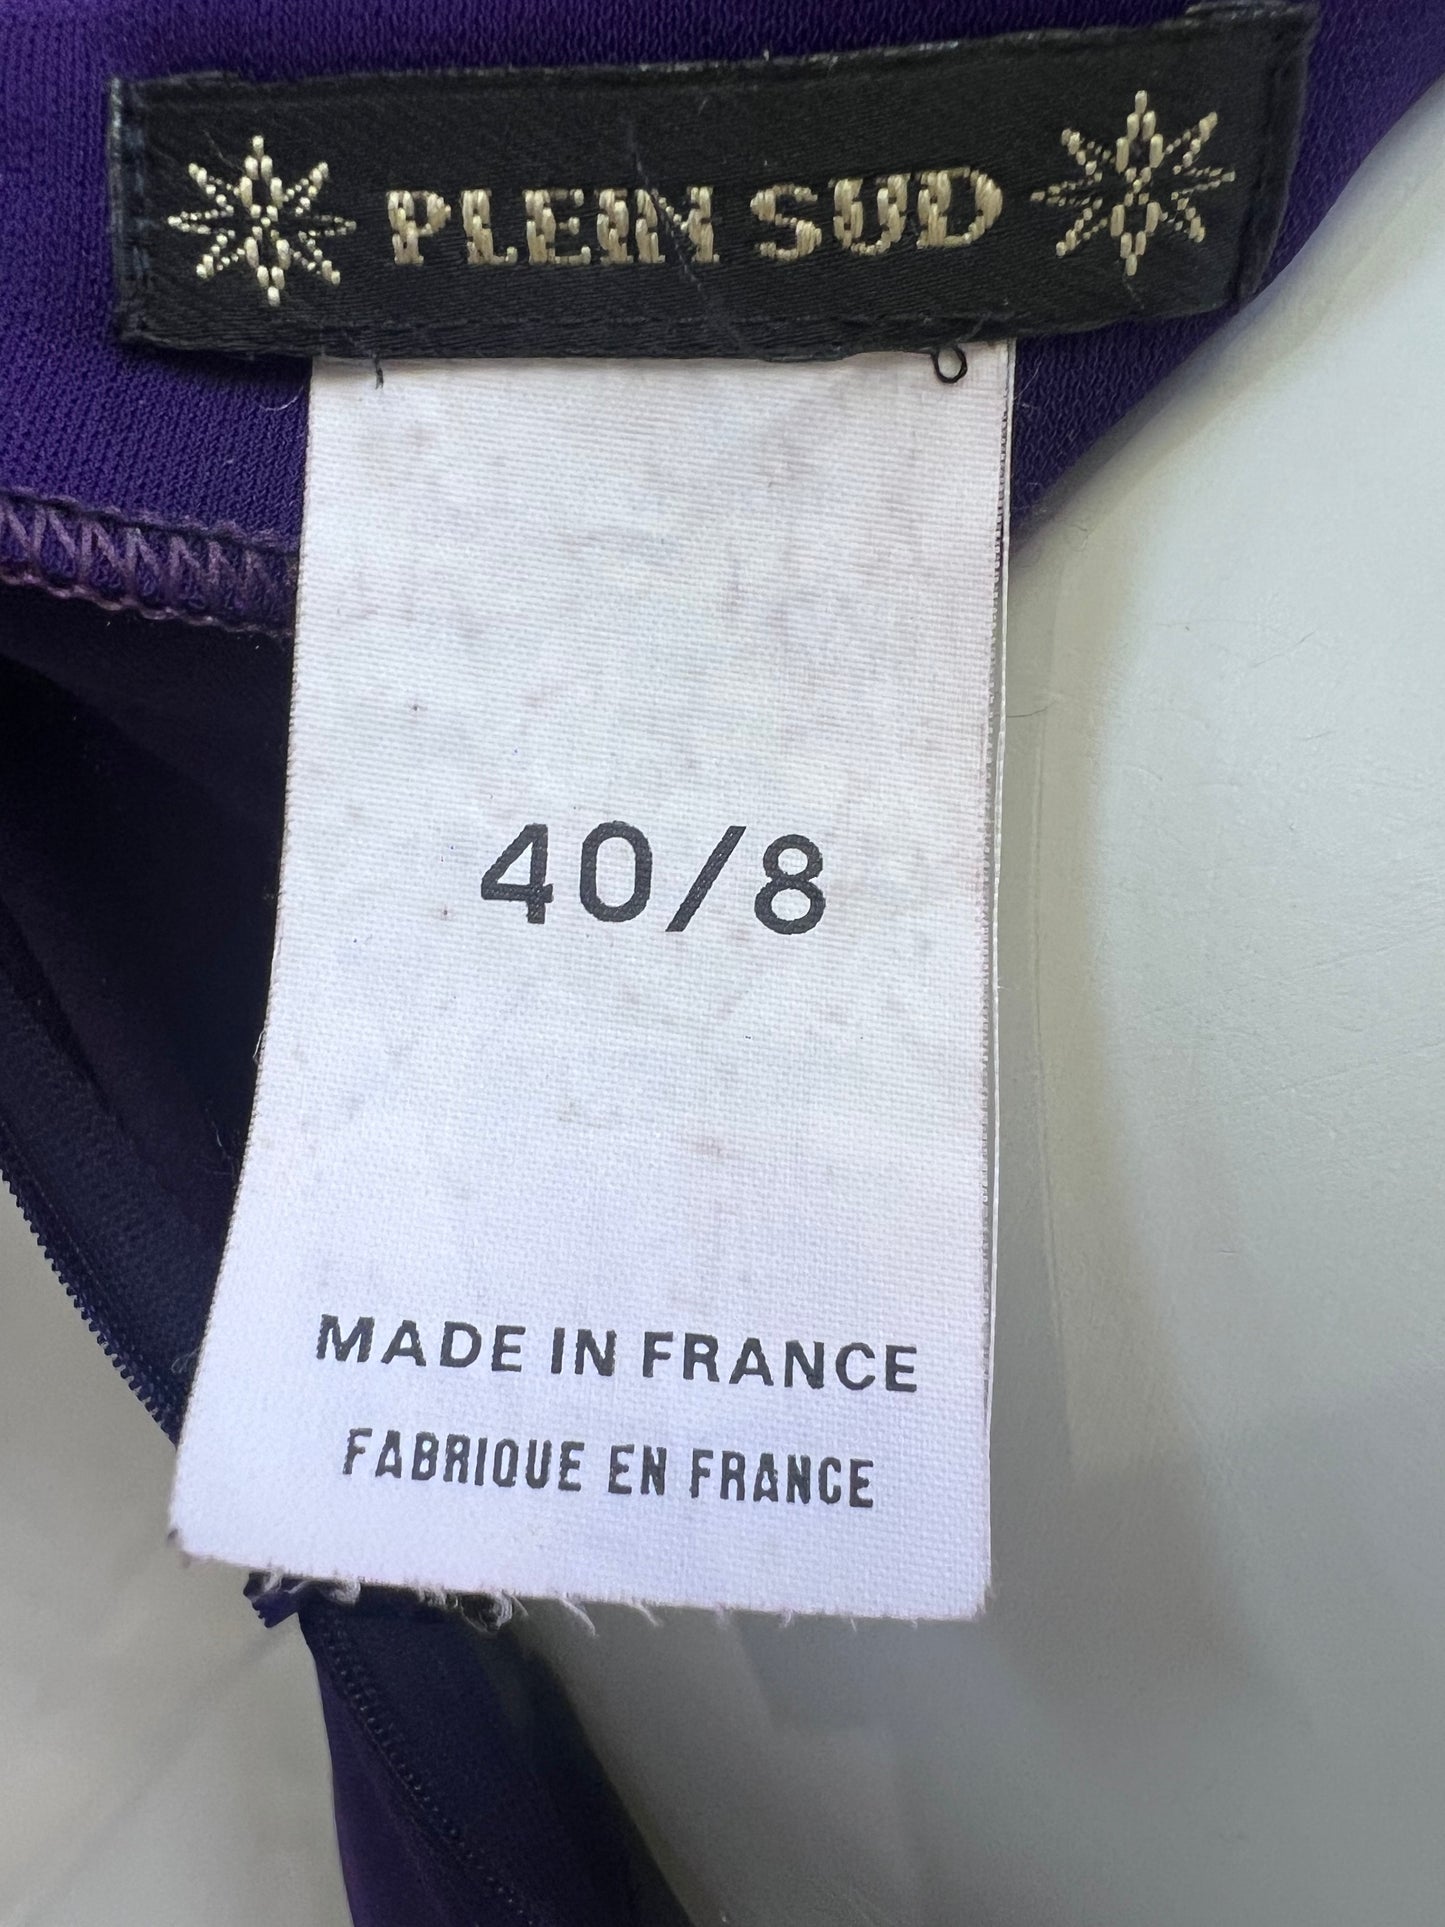 PLEIN SUD
40/8
MADE IN FRANCE
FABRIQUE EN FRANCE